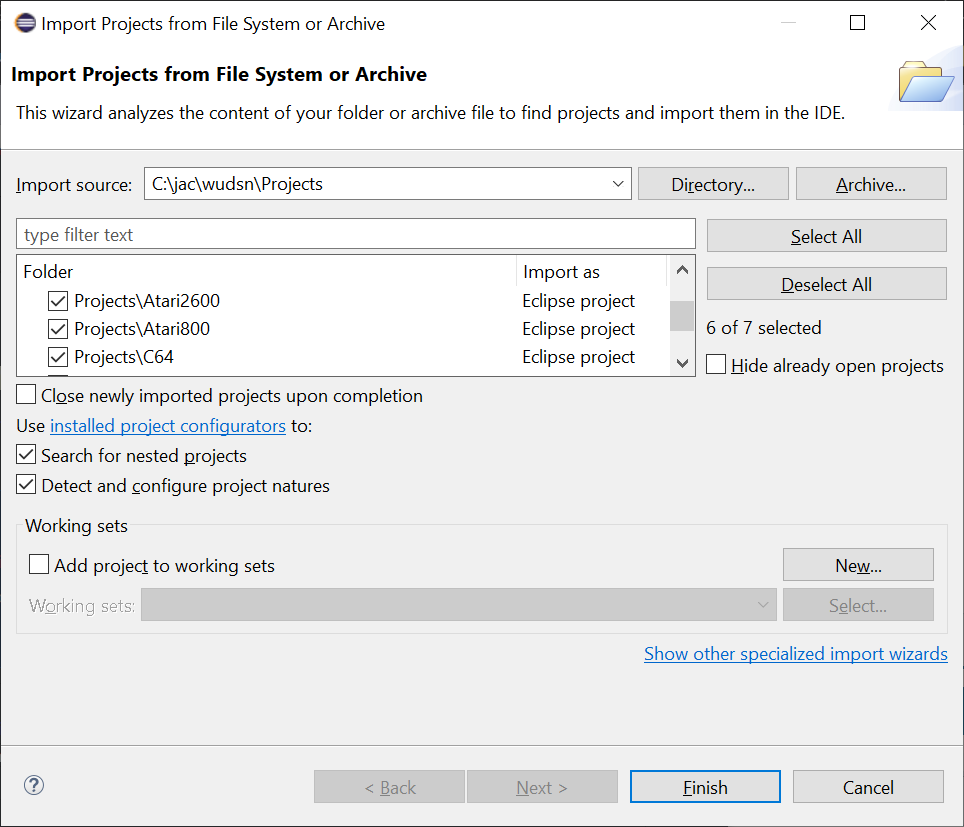 Import Projects from File System or Archive
Import Projects from File System or Archive
This wizard analyzes the content of your folder or archive file to find projects and import them in the IDE.
Import source: C:\jac\wudsn\Projects Directory... Archive...
type filter text Select All
Folder Import as
Deselect All
Projects\Atari2600 Eclipse project
Projects\Atari800 Eclipse project 6 of 7 selected
Projects\C64 Eclipse project
Hide already open projects
Close newly imported projects upon completion
Use installed project configurators to:
Search for nested projects
Detect and configure project natures
Working sets
Add project to working sets New...
Working sets: Select...
Show other specialized import wizards
? < Back Next > Finish Cancel